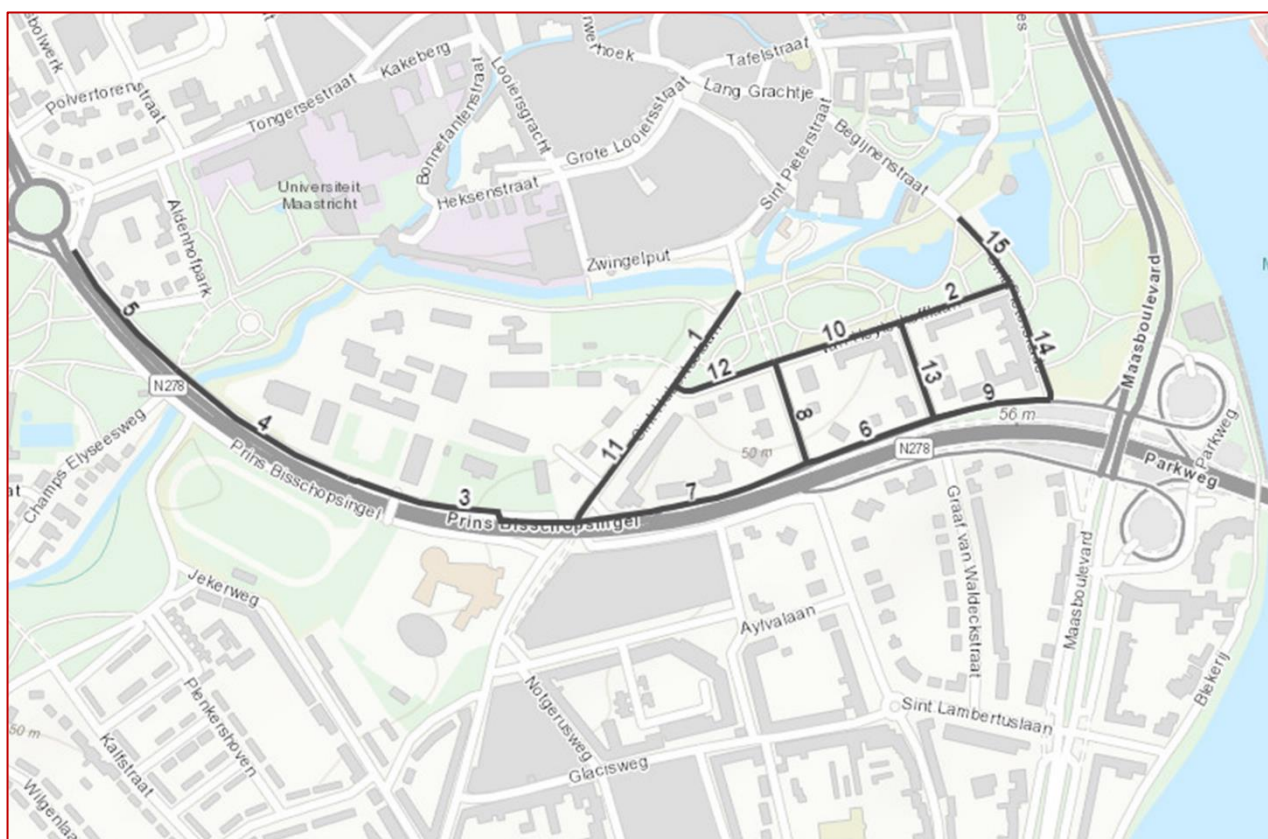 Kakeberg
Tafelstraat
Polvertorenstraat
Tongersestraat
Looiersgracht
Lang Grachtje
Bonnefantenstraat
Grote Looiersstraat
Begijnenstraat
Universiteit
Maastricht
Heksenstraat
Sint Pieterstraat
Aldenhofpark
Zwingelput
15
2
1
10
5
12
14
13
Maasboulevard
N278
8
9
56 m
4
6
11
50 m
N278
Parkweg
Parkweg
Champs Elyseesweg
Prins Bisschopsingel
3
7
Prins Bisschopsingel
Graaf van Waldeckstraat
Maasboulevard
Jekerweg
Aylvalaan
Plenkershoven
Notgerusweg
Sint Lambertuslaan
Blekerij
50 m
Kalfstraat
Glacisweg